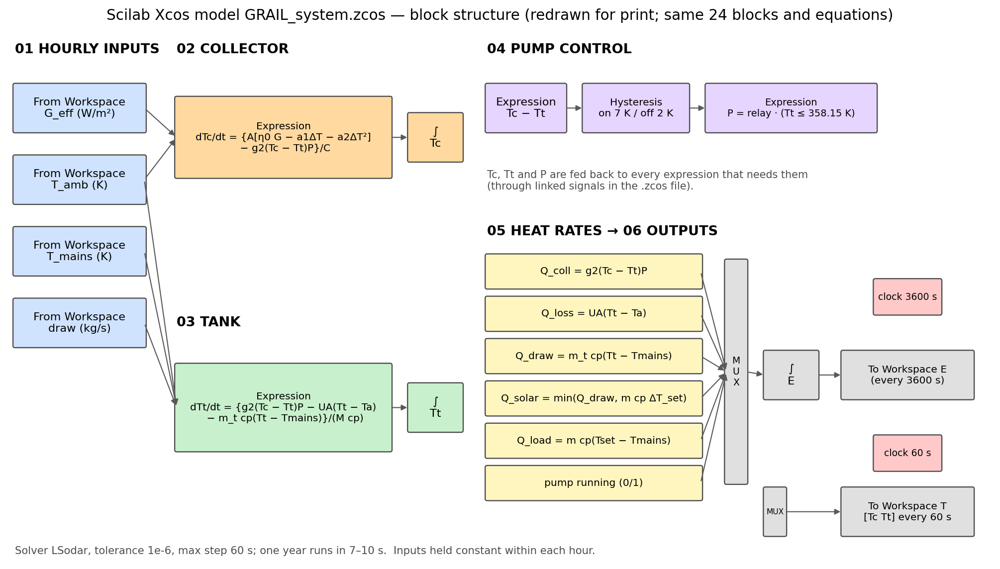 Scilab Xcos model GRAIL_system.zcos — block structure (redrawn for print; same 24 blocks and equations)
01 HOURLY INPUTS
From Workspace
G_eff (W/m²)
From Workspace
T_amb (K)
From Workspace
T_mains (K)
From Workspace
draw (kg/s)
02 COLLECTOR
Expression
dTc/dt = {A[η0 G − a1ΔT − a2ΔT²]
− g2(Tc − Tt)P}/C
∫
Tc
03 TANK
Expression
dTt/dt = {g2(Tc − Tt)P − UA(Tt − Ta)
− m_t cp(Tt − Tmains)}/(M cp)
∫
Tt
04 PUMP CONTROL
Expression
Tc − Tt
Hysteresis
on 7 K / off 2 K
Expression
P = relay · (Tt ≤ 358.15 K)
Tc, Tt and P are fed back to every expression that needs them
(through linked signals in the .zcos file).
05 HEAT RATES → 06 OUTPUTS
Q_coll = g2(Tc − Tt)P
Q_loss = UA(Tt − Ta)
Q_draw = m_t cp(Tt − Tmains)
Q_solar = min(Q_draw, m cp ΔT_set)
Q_load = m cp(Tset − Tmains)
pump running (0/1)
M
U
X
∫
E
clock 3600 s
To Workspace E
(every 3600 s)
clock 60 s
MUX
To Workspace T
[Tc Tt] every 60 s
Solver LSodar, tolerance 1e-6, max step 60 s; one year runs in 7–10 s.  Inputs held constant within each hour.